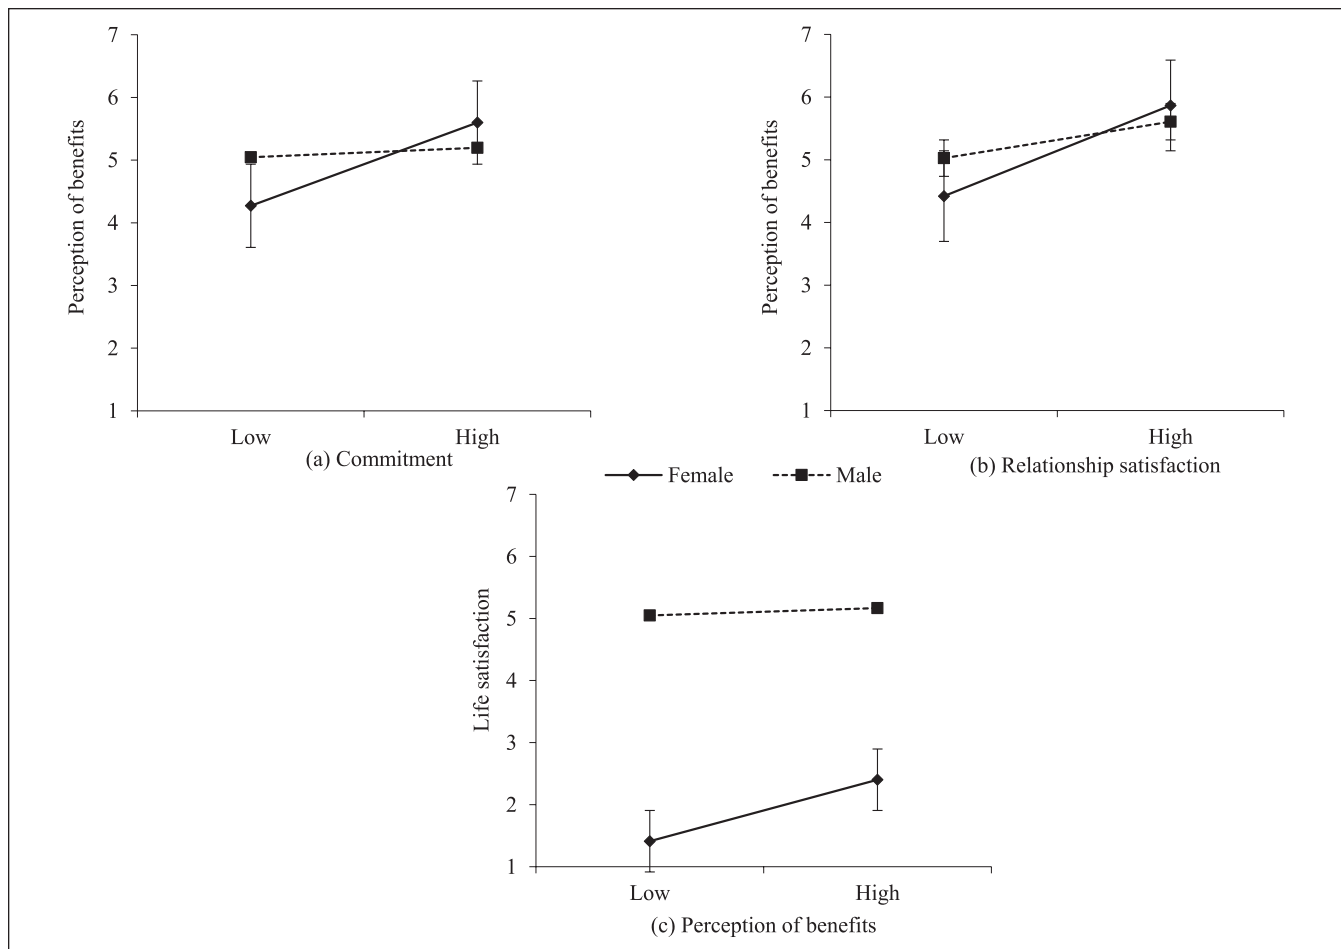 7
6
5
4
3
2
1
Perception of benefits
Low High
(a) Commitment
7
6
5
4
3
2
1
Perception of benefits
Low High
(b) Relationship satisfaction
Female Male
7
6
5
4
3
2
1
Life satisfaction
Low High
(c) Perception of benefits